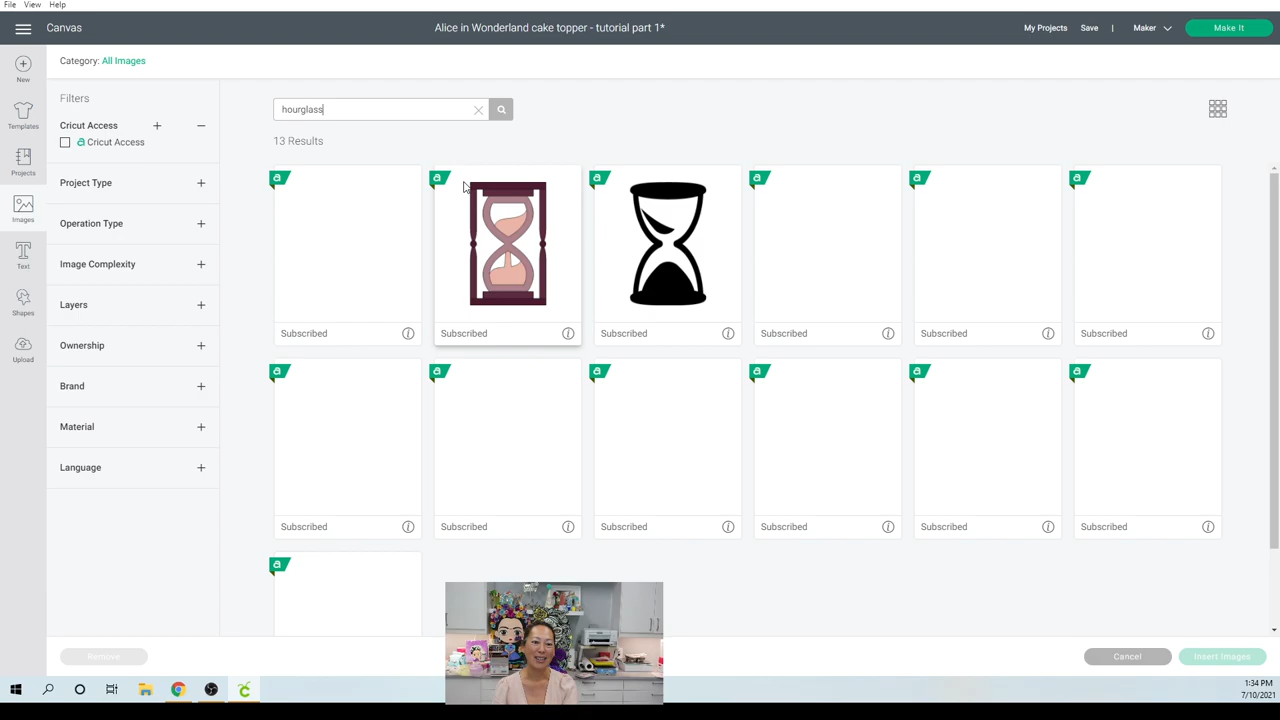 File View Help
Canvas
Alice in Wonderland cake topper - tutorial part 1*
My Projects Save | Maker Make It
New
Templates
Projects
Images
Text
Shapes
Upload
Category: All Images
Filters
Cricut Access + −
a Cricut Access
Project Type +
Operation Type +
Image Complexity +
Layers +
Ownership +
Brand +
Material +
Language +
hourglass
13 Results
a a a a a a
Subscribed Subscribed Subscribed Subscribed Subscribed Subscribed
a a a a a a
Subscribed Subscribed Subscribed Subscribed Subscribed Subscribed
a
Remove Cancel Insert Images
1:34 PM
7/10/2021